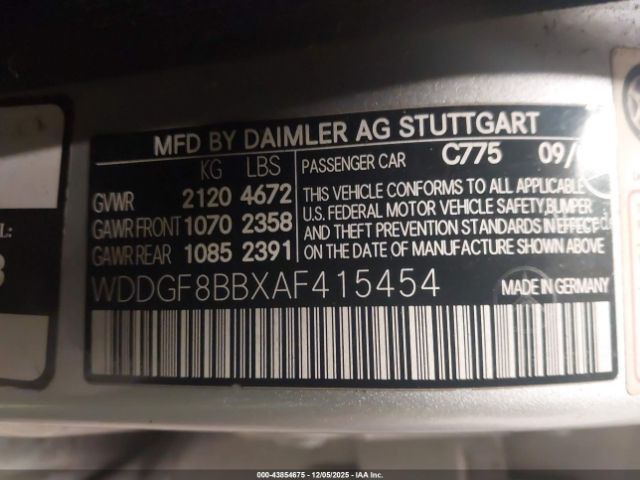 MFD BY DAIMLER AG STUTTGART
KG LBS PASSENGER CAR C775 09/
GVWR 2120 4672
GAWR FRONT 1070 2358
GAWR REAR 1085 2391
THIS VEHICLE CONFORMS TO ALL APPLICABLE
U.S. FEDERAL MOTOR VEHICLE SAFETY, BUMPER
AND THEFT PREVENTION STANDARDS IN EFFECT
ON THE DATE OF MANUFACTURE SHOWN ABOVE.
WDDGF8BBXAF415454 MADE IN GERMANY
000-43854675 - 12/05/2025 - IAA Inc.